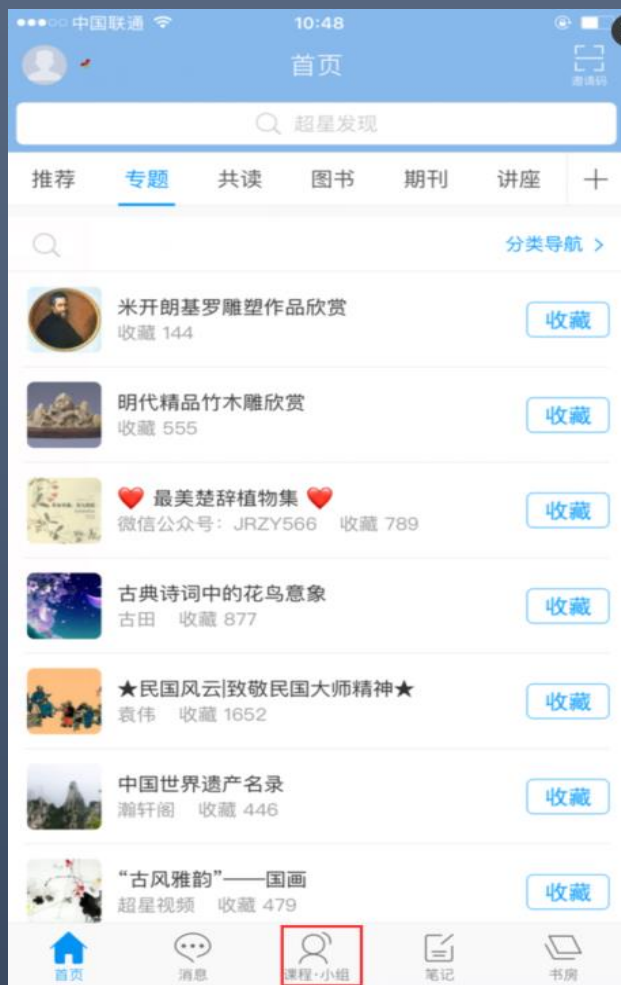 中国联通 10:48
首页
邀请码
超星发现
推荐 专题 共读 图书 期刊 讲座
分类导航 >
米开朗基罗雕塑作品欣赏
收藏 144
收藏
明代精品竹木雕欣赏
收藏 555
收藏
❤️ 最美楚辞植物集 ❤️
微信公众号：JRZY566 收藏 789
收藏
古典诗词中的花鸟意象
古田 收藏 877
收藏
★民国风云|致敬民国大师精神★
袁伟 收藏 1652
收藏
中国世界遗产名录
瀚轩阁 收藏 446
收藏
“古风雅韵”——国画
超星视频 收藏 479
收藏
首页 消息 课程·小组 笔记 书房